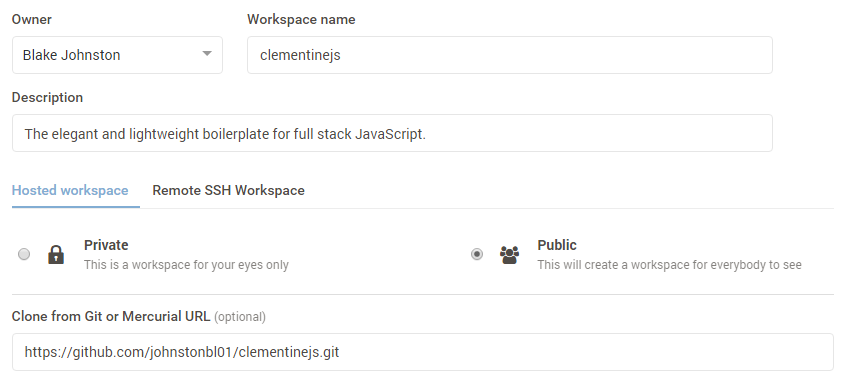 Owner
Workspace name
Blake Johnston
clementinejs
Description
The elegant and lightweight boilerplate for full stack JavaScript.
Hosted workspace
Remote SSH Workspace
Private
This is a workspace for your eyes only
Public
This will create a workspace for everybody to see
Clone from Git or Mercurial URL (optional)
https://github.com/johnstonbl01/clementinejs.git